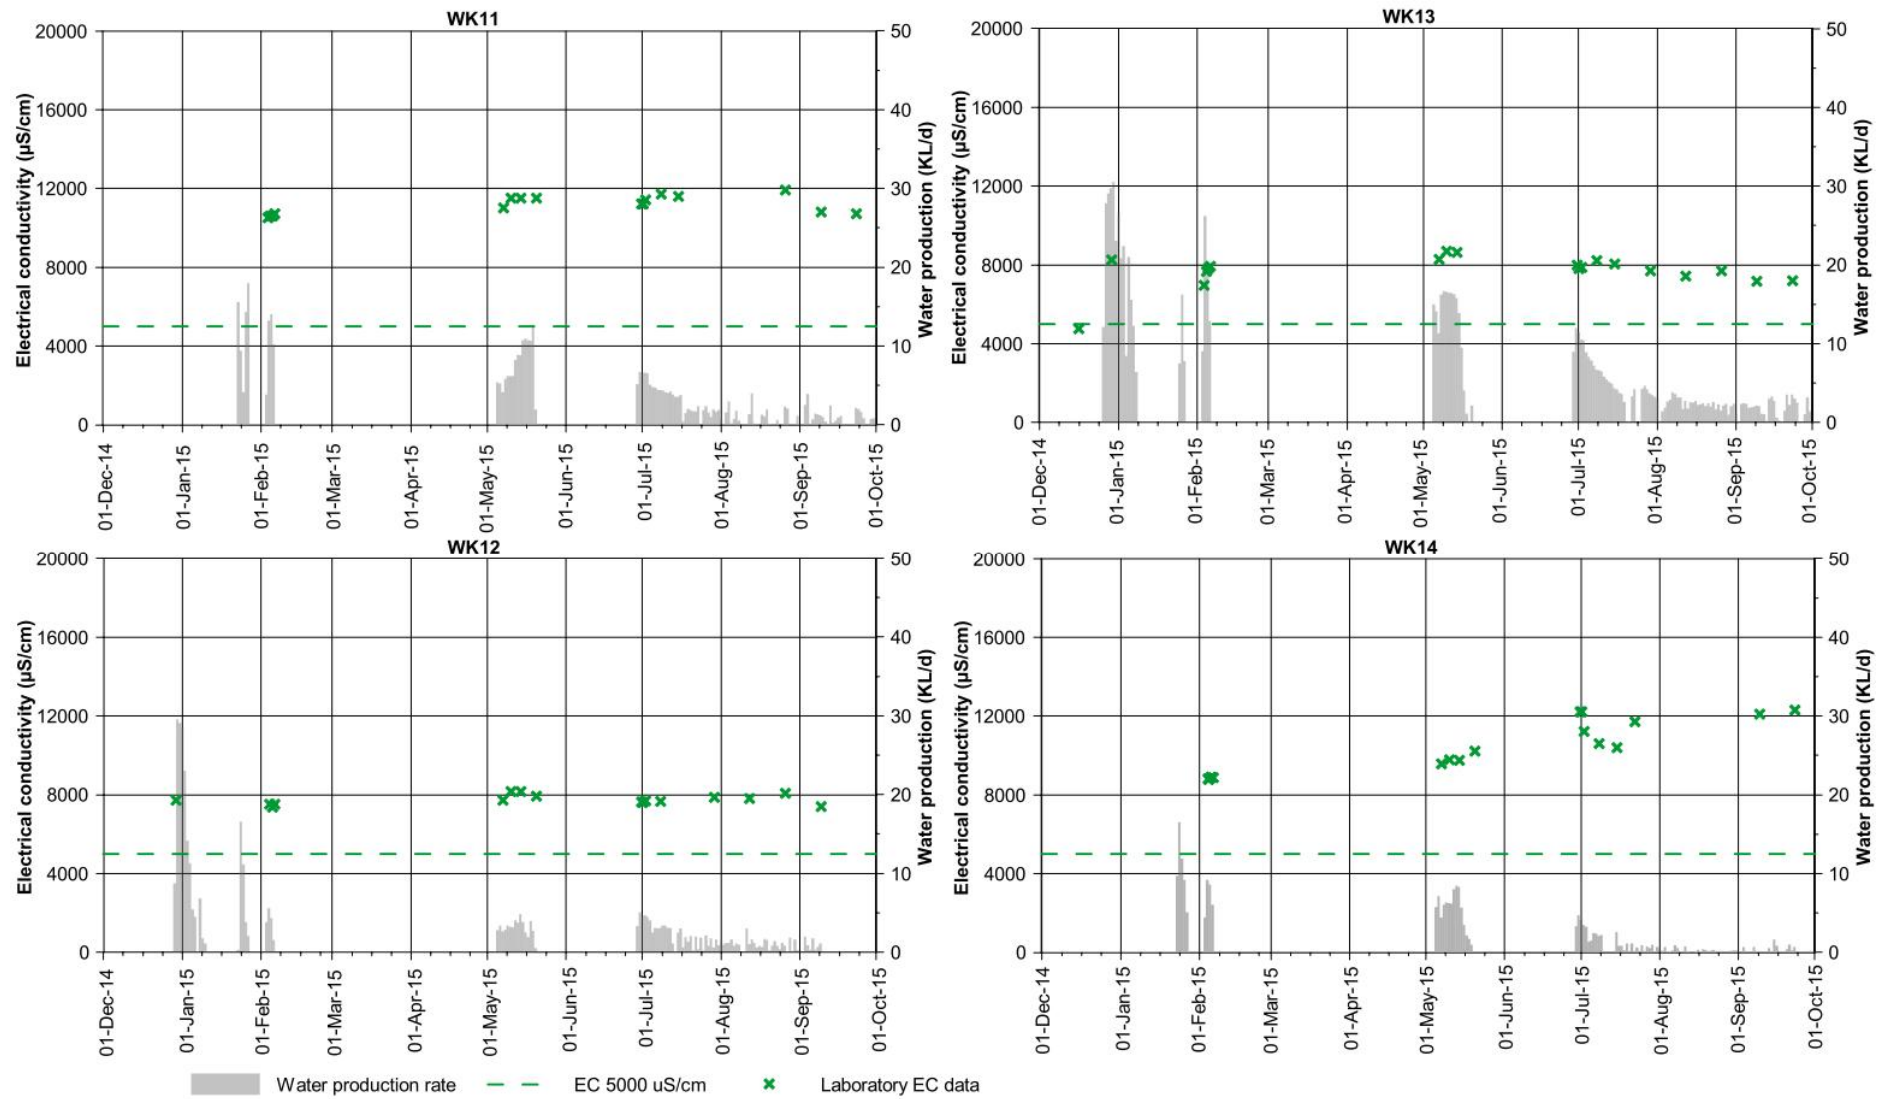 WK11
Electrical conductivity (µS/cm)
20000
16000
12000
8000
4000
0
50
40
30
20
10
0
Water production (KL/d)
01-Dec-14
01-Jan-15
01-Feb-15
01-Mar-15
01-Apr-15
01-May-15
01-Jun-15
01-Jul-15
01-Aug-15
01-Sep-15
01-Oct-15
WK13
Electrical conductivity (µS/cm)
20000
16000
12000
8000
4000
0
50
40
30
20
10
0
Water production (KL/d)
01-Dec-14
01-Jan-15
01-Feb-15
01-Mar-15
01-Apr-15
01-May-15
01-Jun-15
01-Jul-15
01-Aug-15
01-Sep-15
01-Oct-15
WK12
Electrical conductivity (µS/cm)
20000
16000
12000
8000
4000
0
50
40
30
20
10
0
Water production (KL/d)
01-Dec-14
01-Jan-15
01-Feb-15
01-Mar-15
01-Apr-15
01-May-15
01-Jun-15
01-Jul-15
01-Aug-15
01-Sep-15
01-Oct-15
WK14
Electrical conductivity (µS/cm)
20000
16000
12000
8000
4000
0
50
40
30
20
10
0
Water production (KL/d)
01-Dec-14
01-Jan-15
01-Feb-15
01-Mar-15
01-Apr-15
01-May-15
01-Jun-15
01-Jul-15
01-Aug-15
01-Sep-15
01-Oct-15
Water production rate
EC 5000 uS/cm
Laboratory EC data